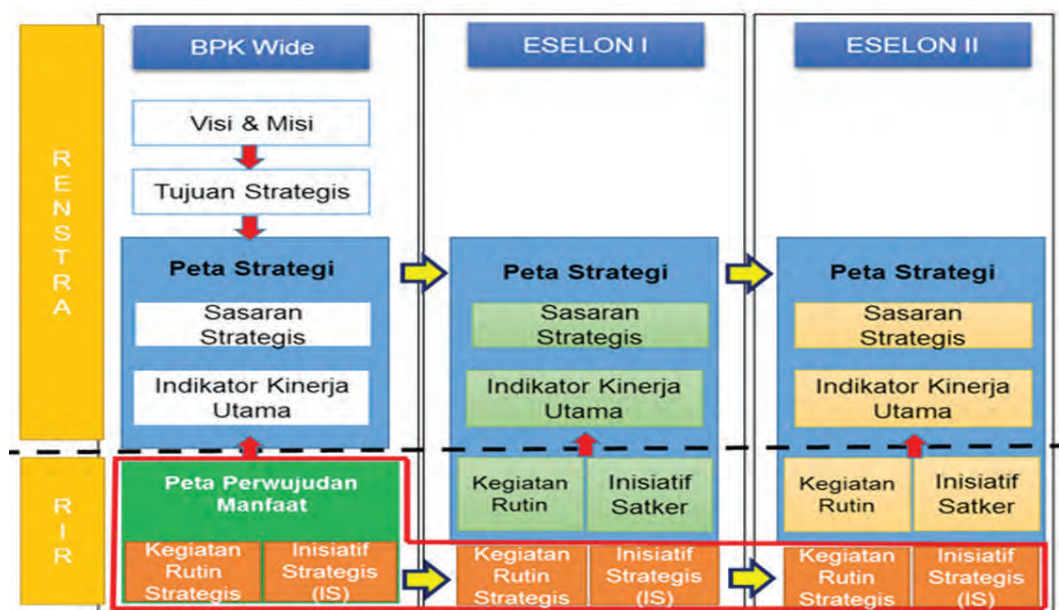 BPK Wide
ESELON I
ESELON II
RENSTRA
Visi & Misi
Tujuan Strategis
Peta Strategi
Sasaran
Strategis
Indikator Kinerja
Utama
Peta Strategi
Sasaran
Strategis
Indikator Kinerja
Utama
Peta Strategi
Sasaran
Strategis
Indikator Kinerja
Utama
RIR
Peta Perwujudan
Manfaat
Kegiatan
Rutin
Strategis
Inisiatif
Strategis
(IS)
Kegiatan
Rutin
Inisiatif
Satker
Kegiatan
Rutin
Strategis
Inisiatif
Strategis
(IS)
Kegiatan
Rutin
Inisiatif
Satker
Kegiatan
Rutin
Strategis
Inisiatif
Strategis
(IS)